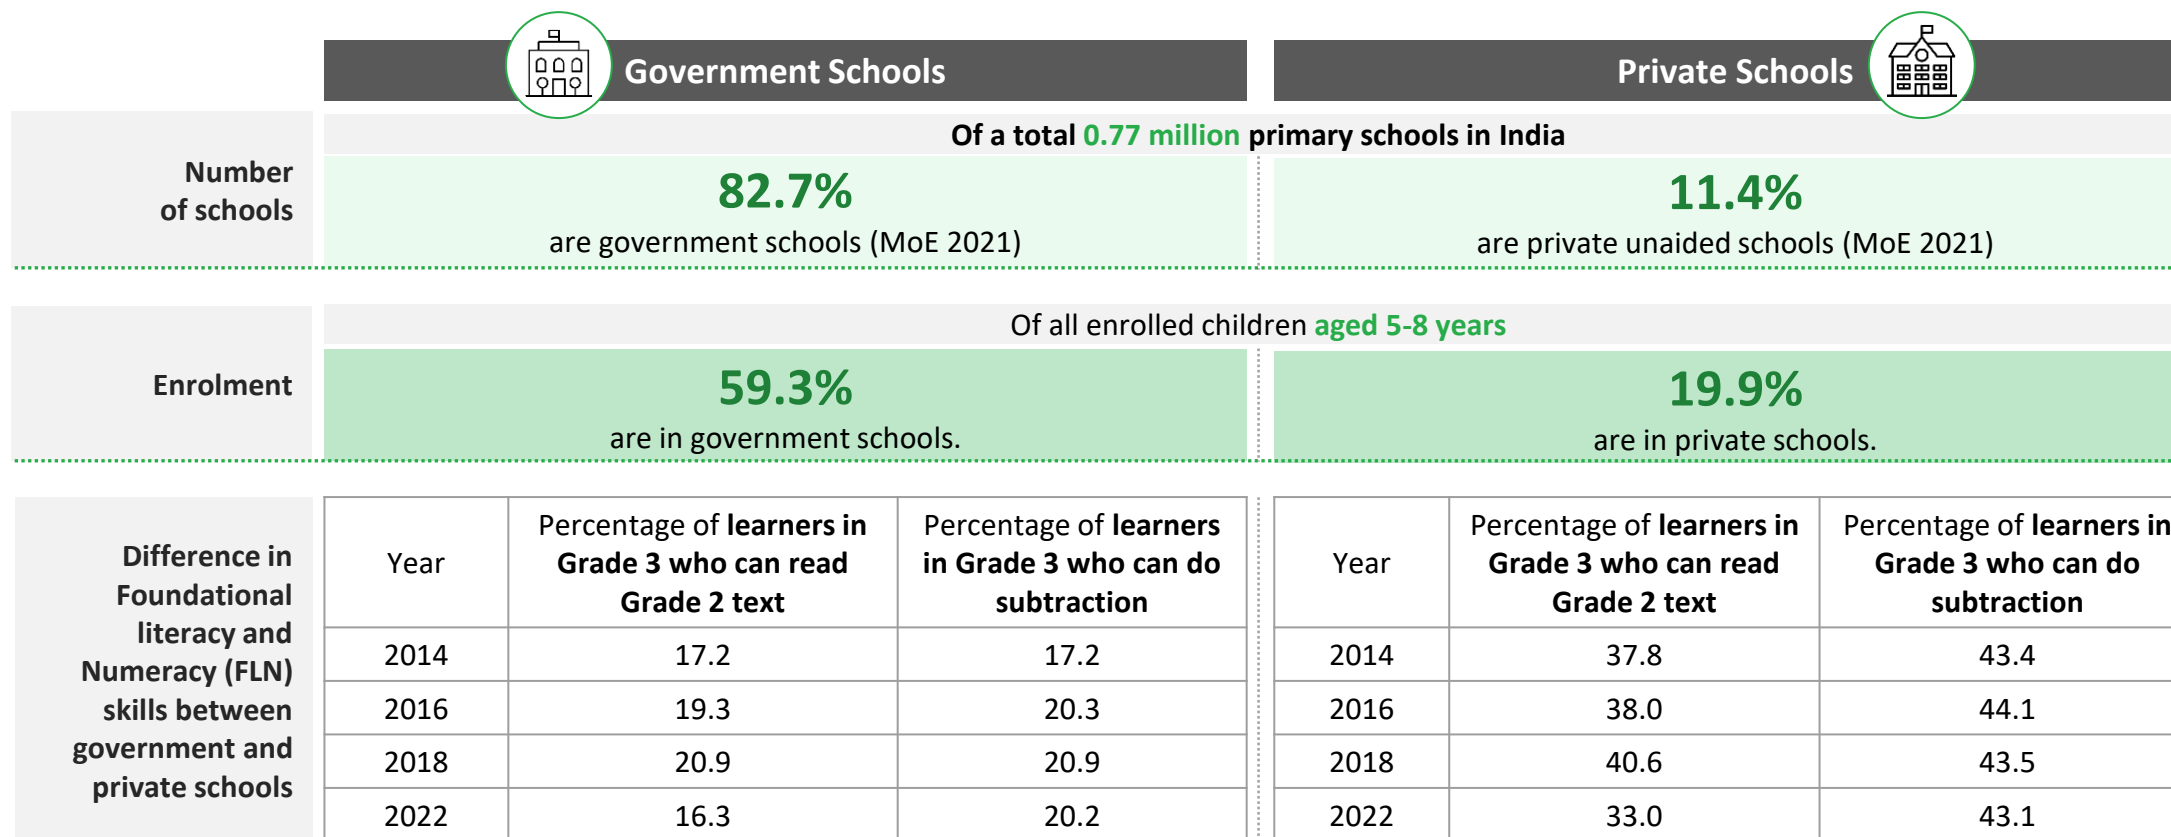 Government Schools
Private Schools
Number
of schools
Of a total 0.77 million primary schools in India
82.7%
are government schools (MoE 2021)
11.4%
are private unaided schools (MoE 2021)
Enrolment
Of all enrolled children aged 5-8 years
59.3%
are in government schools.
19.9%
are in private schools.
Difference in
Foundational
literacy and
Numeracy (FLN)
skills between
government and
private schools
Year
Percentage of learners in
Grade 3 who can read
Grade 2 text
Percentage of learners
in Grade 3 who can do
subtraction
2014 17.2 17.2
2016 19.3 20.3
2018 20.9 20.9
2022 16.3 20.2
Year
Percentage of learners in
Grade 3 who can read
Grade 2 text
Percentage of learners in
Grade 3 who can do
subtraction
2014 37.8 43.4
2016 38.0 44.1
2018 40.6 43.5
2022 33.0 43.1